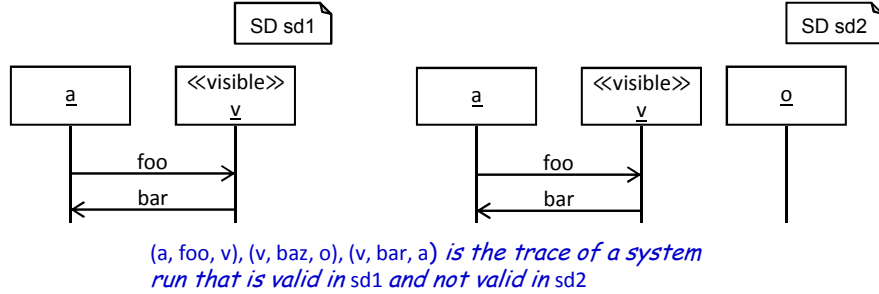 SD sd1
SD sd2
a
≪visible≫
v
a
≪visible≫
v
o
foo
bar
foo
bar
(a, foo, v), (v, baz, o), (v, bar, a) is the trace of a system
run that is valid in sd1 and not valid in sd2